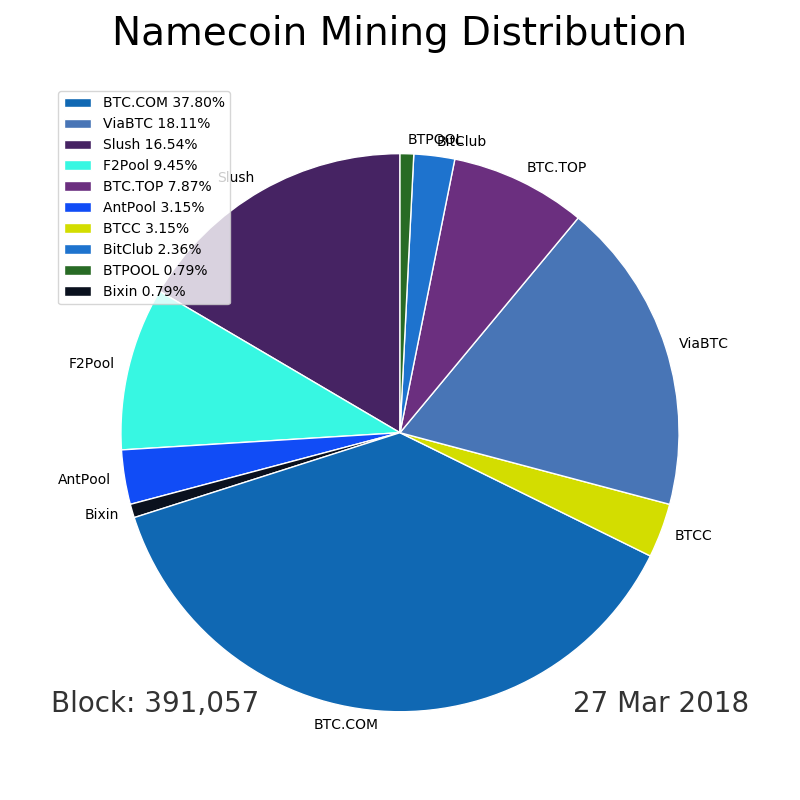 Namecoin Mining Distribution
BTC.COM 37.80%
ViaBTC 18.11%
Slush 16.54%
F2Pool 9.45%
BTC.TOP 7.87%
AntPool 3.15%
BTCC 3.15%
BitClub 2.36%
BTPOOL 0.79%
Bixin 0.79%
BTPOOL
BitClub
BTC.TOP
Slush
ViaBTC
F2Pool
AntPool
Bixin
BTCC
BTC.COM
Block: 391,057
27 Mar 2018